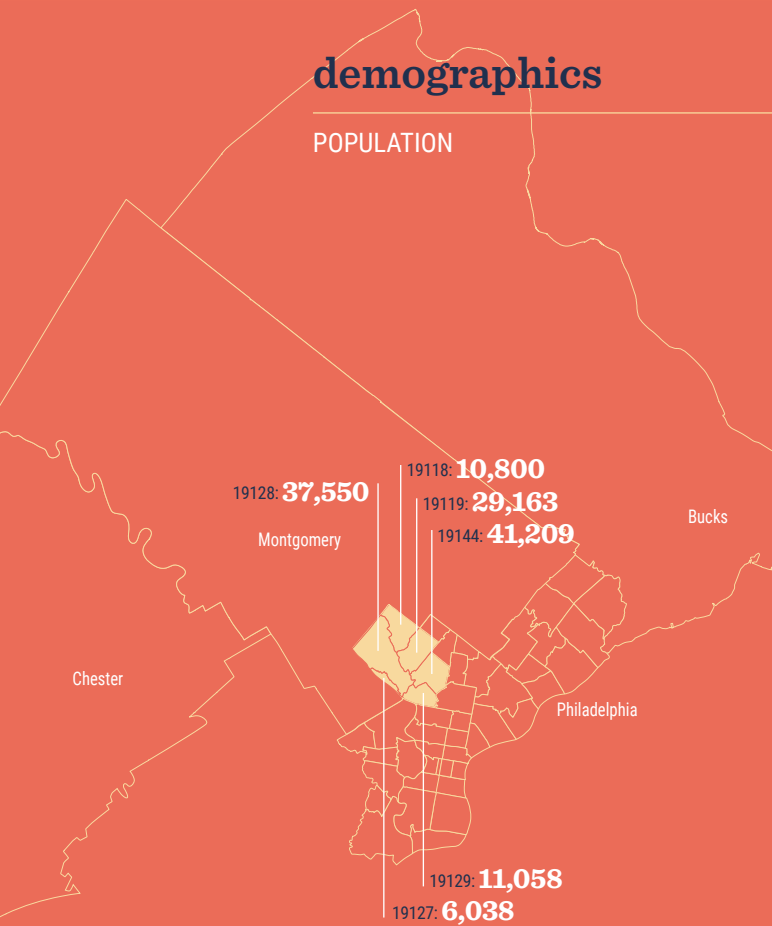 demographics
POPULATION
19118: 10,800
19128: 37,550
19119: 29,163
19144: 41,209
Bucks
Montgomery
Chester
Philadelphia
19129: 11,058
19127: 6,038